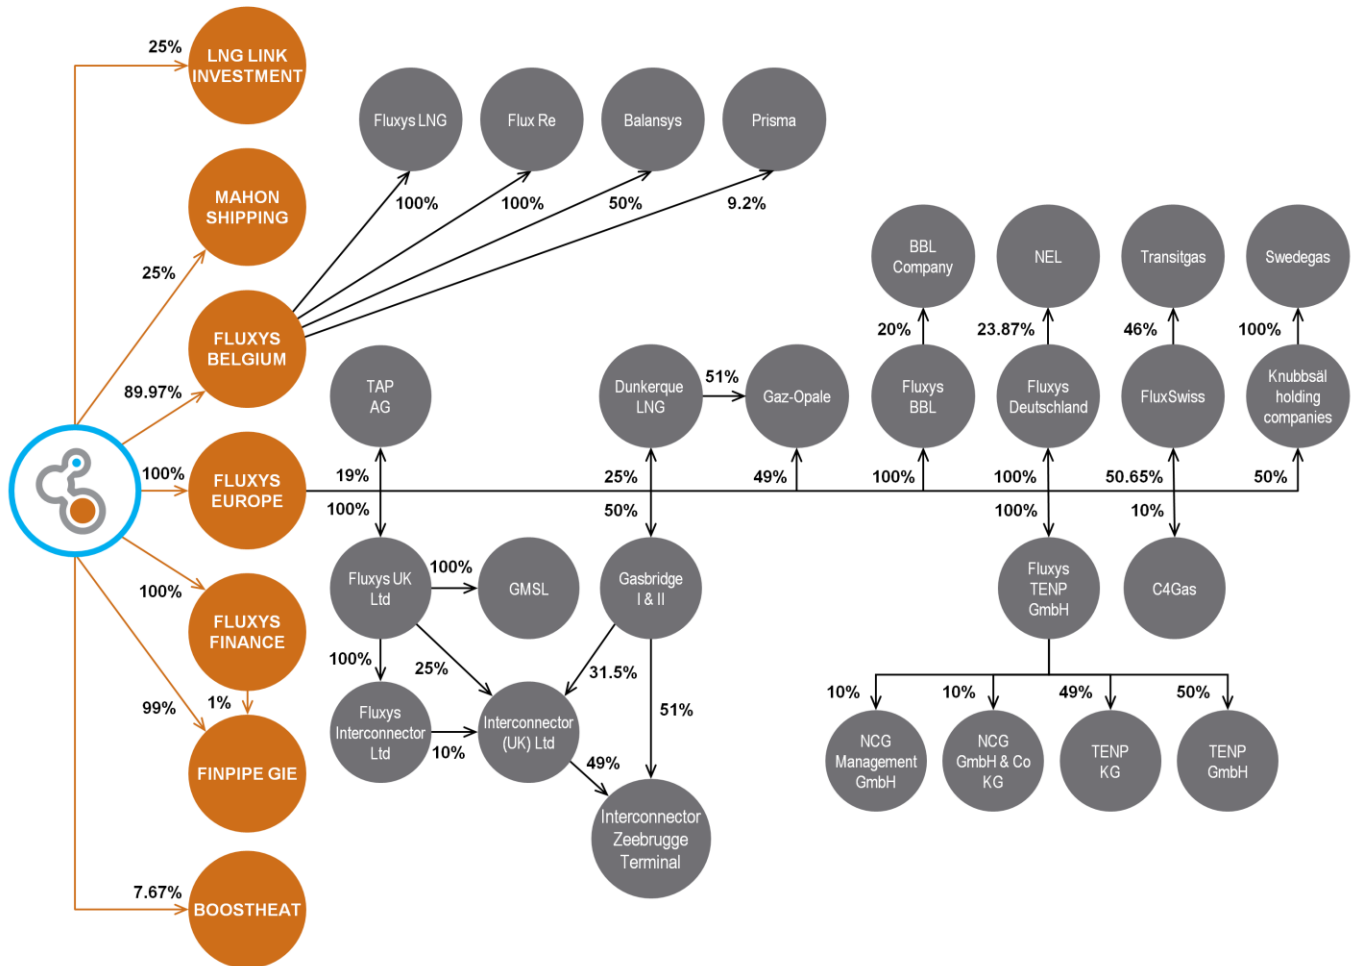 25%
LNG LINK
INVESTMENT
Fluxys LNG
Flux Re
Balansys
Prisma
MAHON
SHIPPING
100%
100%
50%
9.2%
25%
BBL
Company
NEL
Transitgas
Swedegas
FLUXYS
BELGIUM
20%
23.87%
46%
100%
89.97%
TAP
AG
Dunkerque
LNG
51%
Gaz-Opale
Fluxys
BBL
Fluxys
Deutschland
FluxSwiss
Knubbsäl
holding
companies
100%
FLUXYS
EUROPE
19%
25%
49%
100%
100%
50.65%
50%
100%
50%
100%
10%
100%
FLUXYS
FINANCE
Fluxys UK
Ltd
100%
GMSL
Gasbridge
I & II
Fluxys
TENP
GmbH
C4Gas
99%
1%
100%
25%
31.5%
51%
10%
10%
49%
50%
FINPIPE GIE
Fluxys
Interconnector
Ltd
10%
Interconnector
(UK) Ltd
49%
NCG
Management
GmbH
NCG
GmbH & Co
KG
TENP
KG
TENP
GmbH
Interconnector
Zeebrugge
Terminal
7.67%
BOOSTHEAT